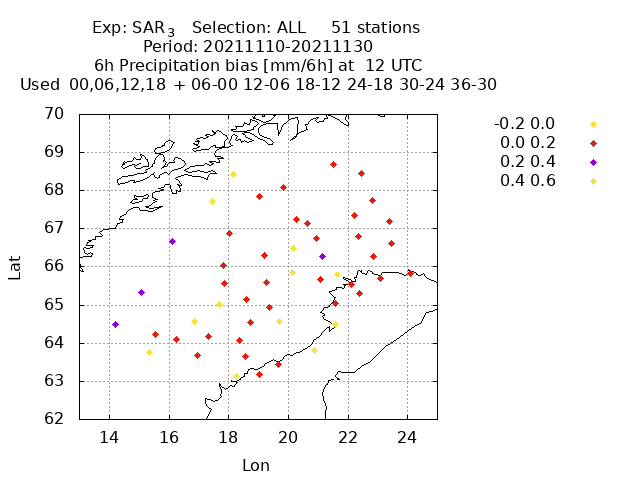 Exp: SAR3 Selection: ALL 51 stations
Period: 20211110-20211130
6h Precipitation bias [mm/6h] at 12 UTC
Used 00,06,12,18 + 06-00 12-06 18-12 24-18 30-24 36-30
-0.2 0.0
0.0 0.2
0.2 0.4
0.4 0.6
70
69
68
67
66
65
64
63
62
Lat
14 16 18 20 22 24
Lon